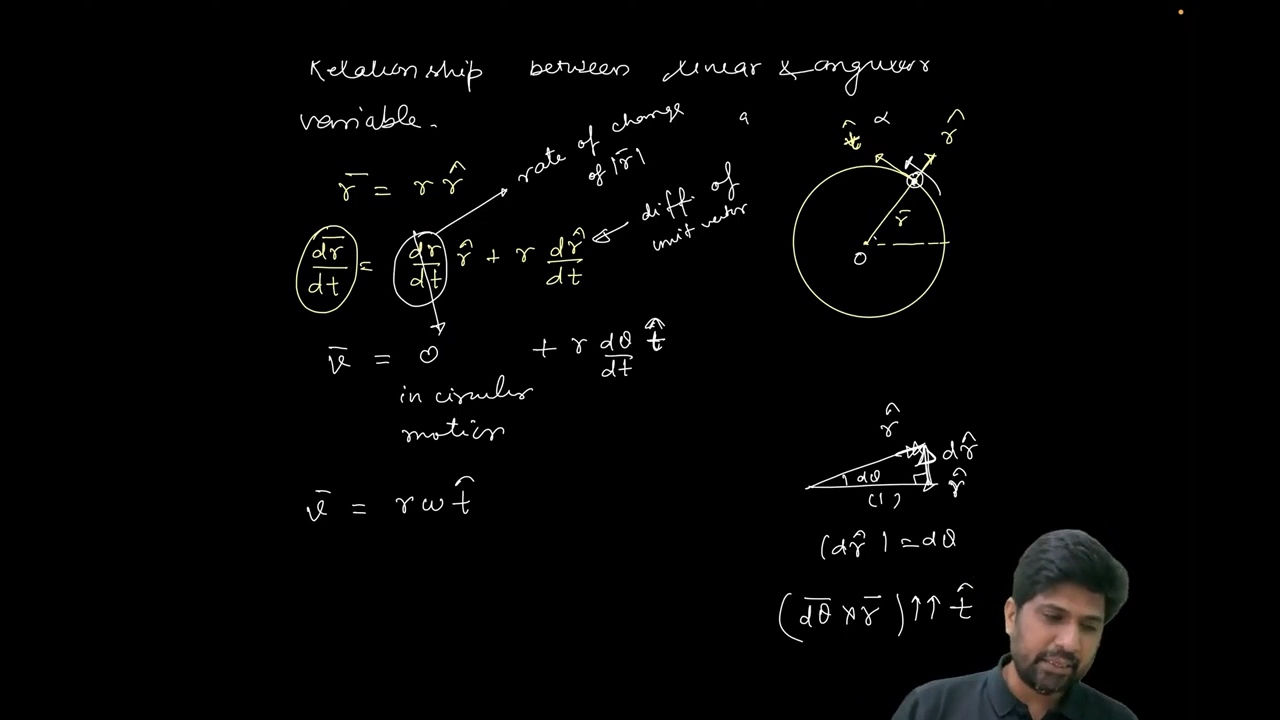 Relationship between linear & angular
variable.
r̄ = r r̂
rate of change
of |r̄|
a
dr̄/dt = dr/dt r̂ + r dr̂/dt
diff. of
unit vector
v̄ = 0 + r dθ/dt t̂
in circular
motion
v̄ = r ω t̂
t̂ α r̂
r̄
O
r̂
dr̂
dθ
r̂
(1)
(dr̂) = dθ
(dθ̄ × r̄) ↑↑ t̂